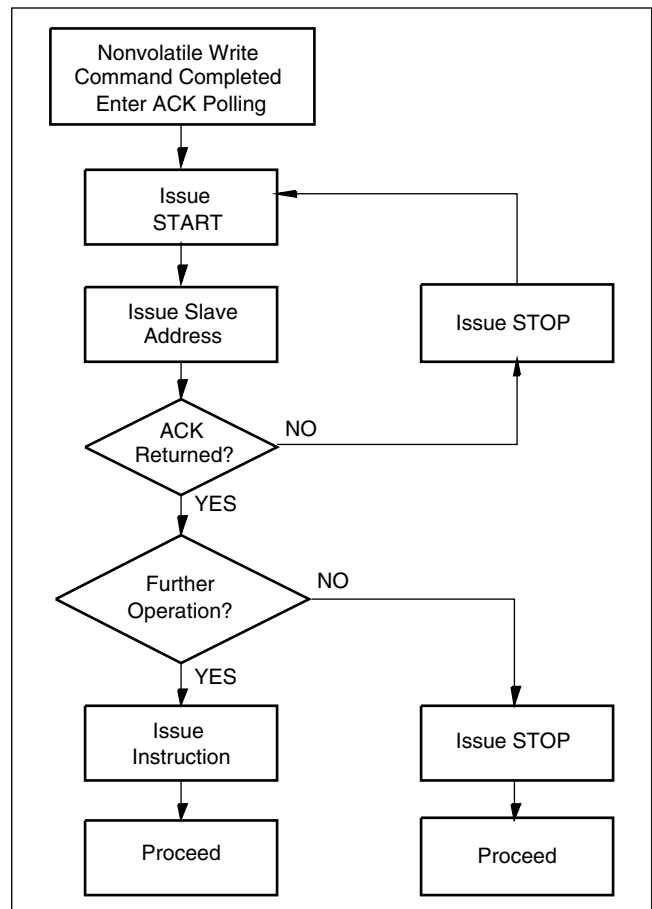 Nonvolatile Write
Command Completed
Enter ACK Polling
Issue
START
Issue Slave
Address
Issue STOP
ACK
Returned?
NO
YES
Further
Operation?
NO
YES
Issue
Instruction
Issue STOP
Proceed
Proceed